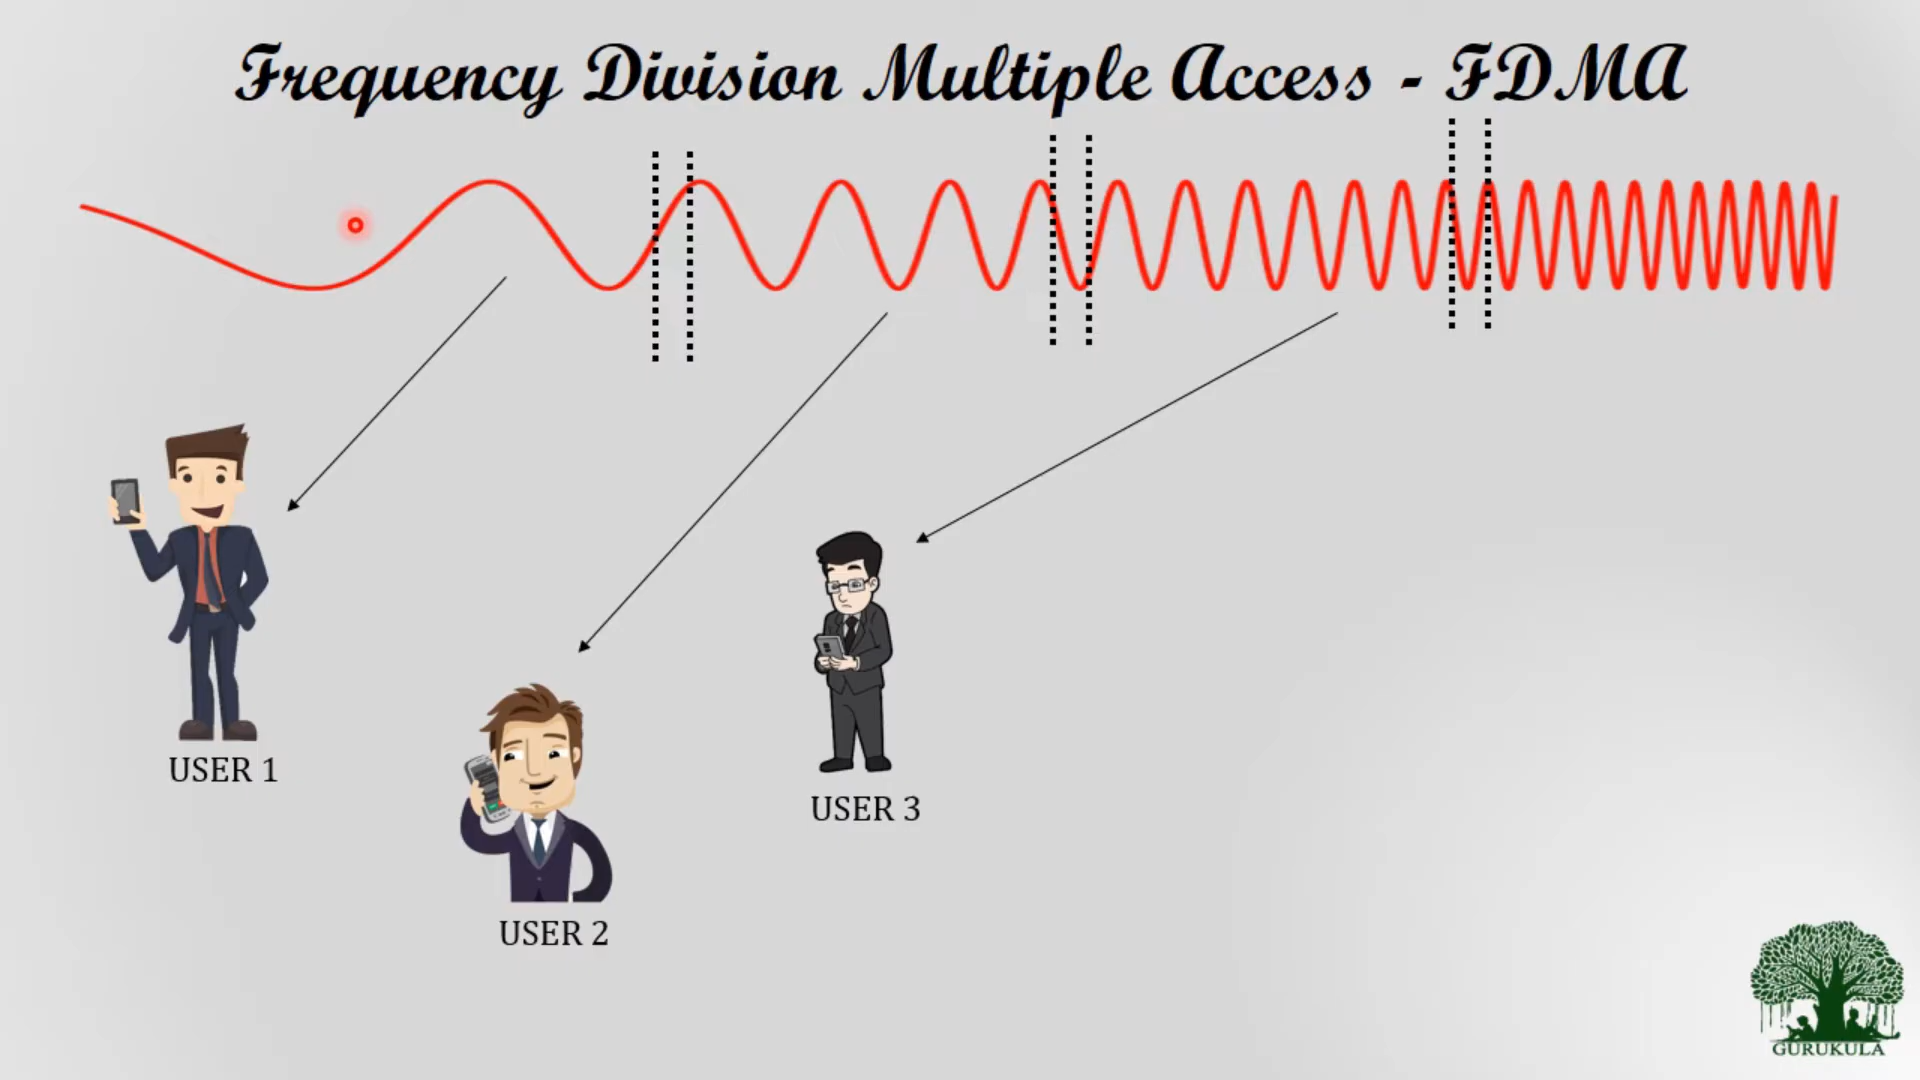 Frequency Division Multiple Access - FDMA
USER 1
USER 3
USER 2
GURUKULA